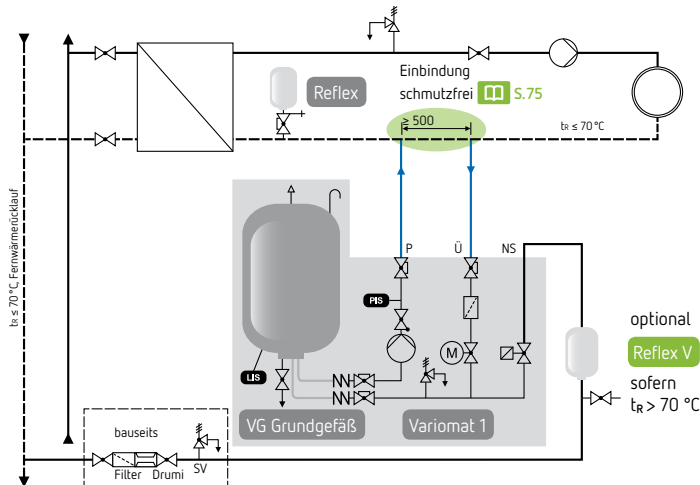 Einbindung
schmutzfrei S.75
Reflex
≥ 500
tR ≤ 70 °C
tR ≤ 70 °C, Fernwärmerücklauf
P
Ü
NS
PIS
M
LIS
VG Grundgefäß
Variomat 1
optional
Reflex V
sofern
tR > 70 °C
bauseits
SV
Filter Drumi